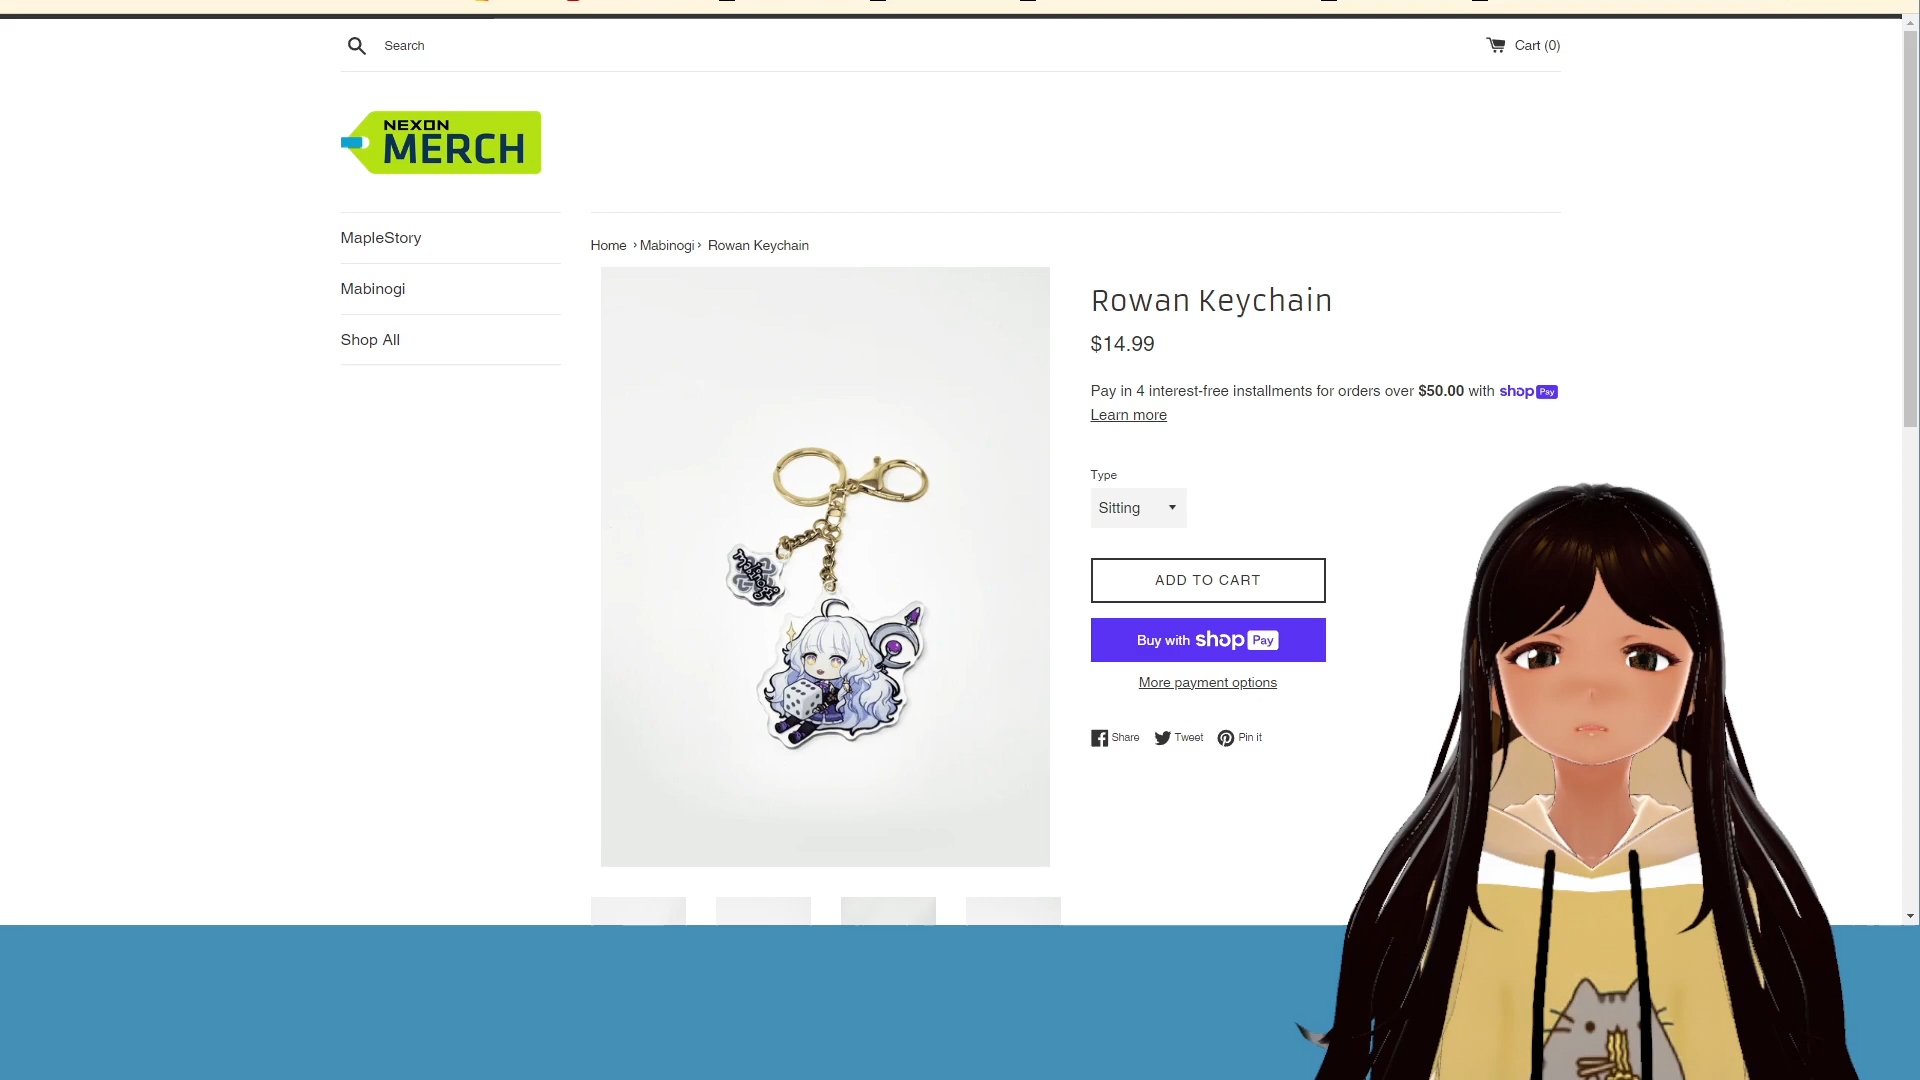 Search
Cart (0)
NEXON
MERCH
MapleStory
Mabinogi
Shop All
Home › Mabinogi › Rowan Keychain
mabinogi
Rowan Keychain
$14.99
Pay in 4 interest-free installments for orders over $50.00 with shop Pay
Learn more
Type
Sitting
ADD TO CART
Buy with shop Pay
More payment options
Share Tweet Pin it